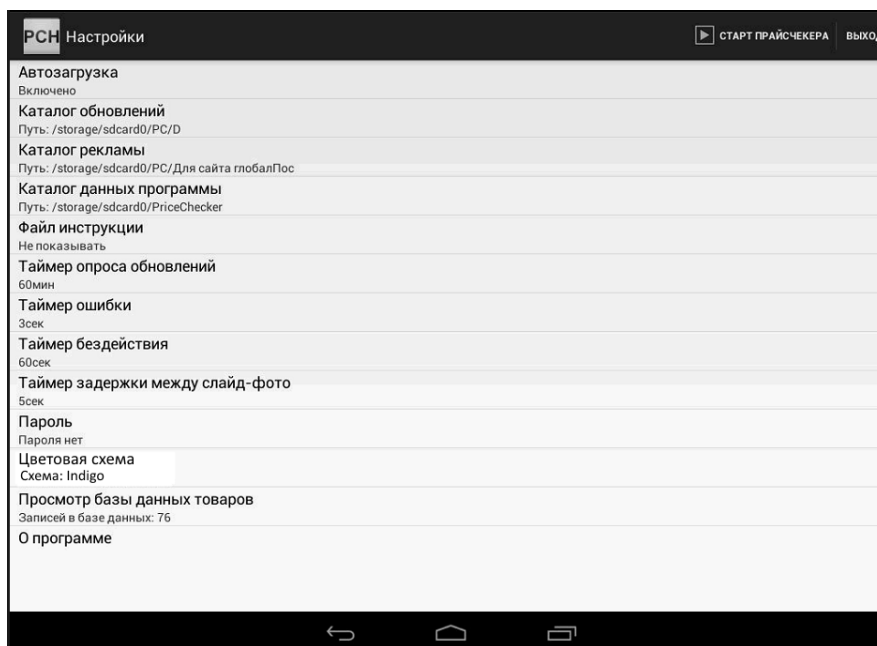 РСН Настройки СТАРТ ПРАЙСЧЕКЕРА ВЫХО
Автозагрузка
Включено
Каталог обновлений
Путь: /storage/sdcard0/PC/D
Каталог рекламы
Путь: /storage/sdcard0/PC/Для сайта глобалПос
Каталог данных программы
Путь: /storage/sdcard0/PriceChecker
Файл инструкции
Не показывать
Таймер опроса обновлений
60мин
Таймер ошибки
3сек
Таймер бездействия
60сек
Таймер задержки между слайд-фото
5сек
Пароль
Пароля нет
Цветовая схема
Схема: Indigo
Просмотр базы данных товаров
Записей в базе данных: 76
О программе